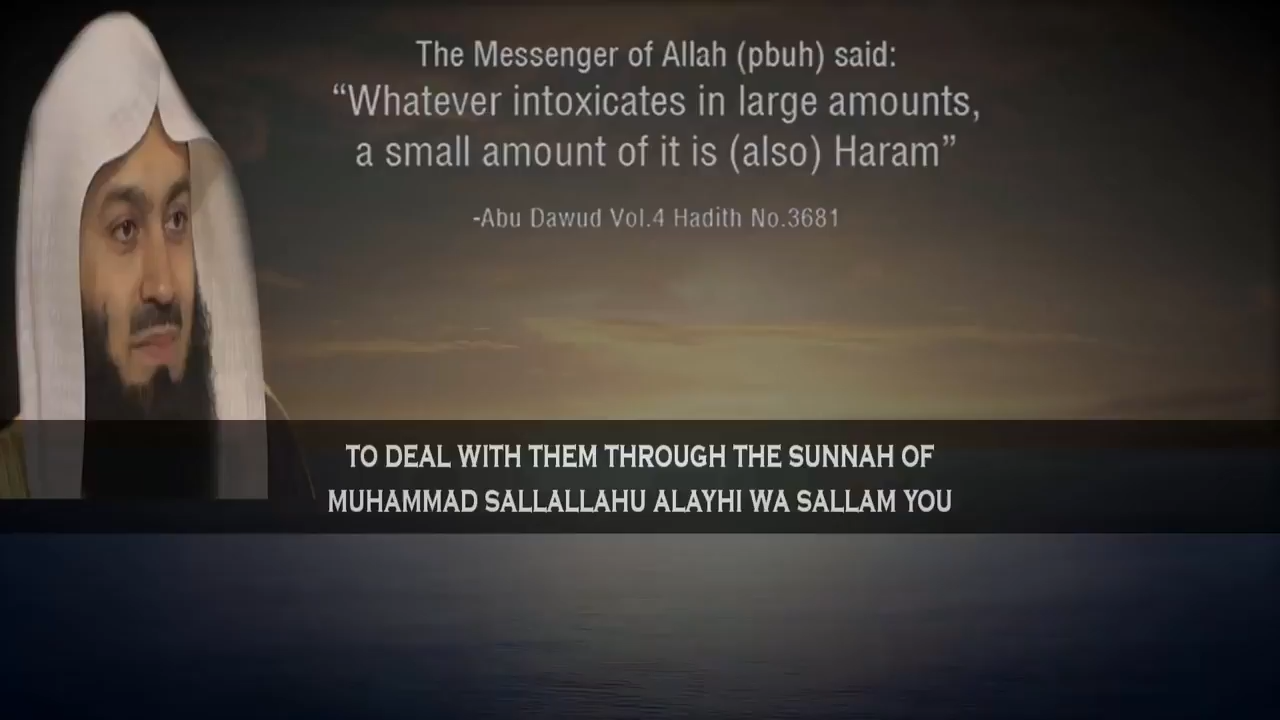 The Messenger of Allah (pbuh) said:
“Whatever intoxicates in large amounts,
a small amount of it is (also) Haram”
-Abu Dawud Vol.4 Hadith No.3681
TO DEAL WITH THEM THROUGH THE SUNNAH OF
MUHAMMAD SALLALLAHU ALAYHI WA SALLAM YOU